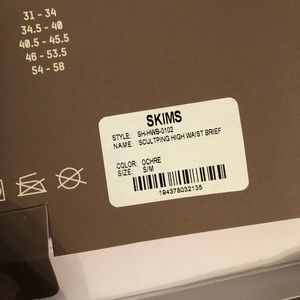 31 - 34
34.5 - 40
40.5 - 45.5
46 - 53.5
54 - 58
SKIMS
STYLE: SH-HWB-0102
NAME: SCULTPING HIGH WAIST BRIEF
COLOR: OCHRE
SIZE: S/M
194378032135